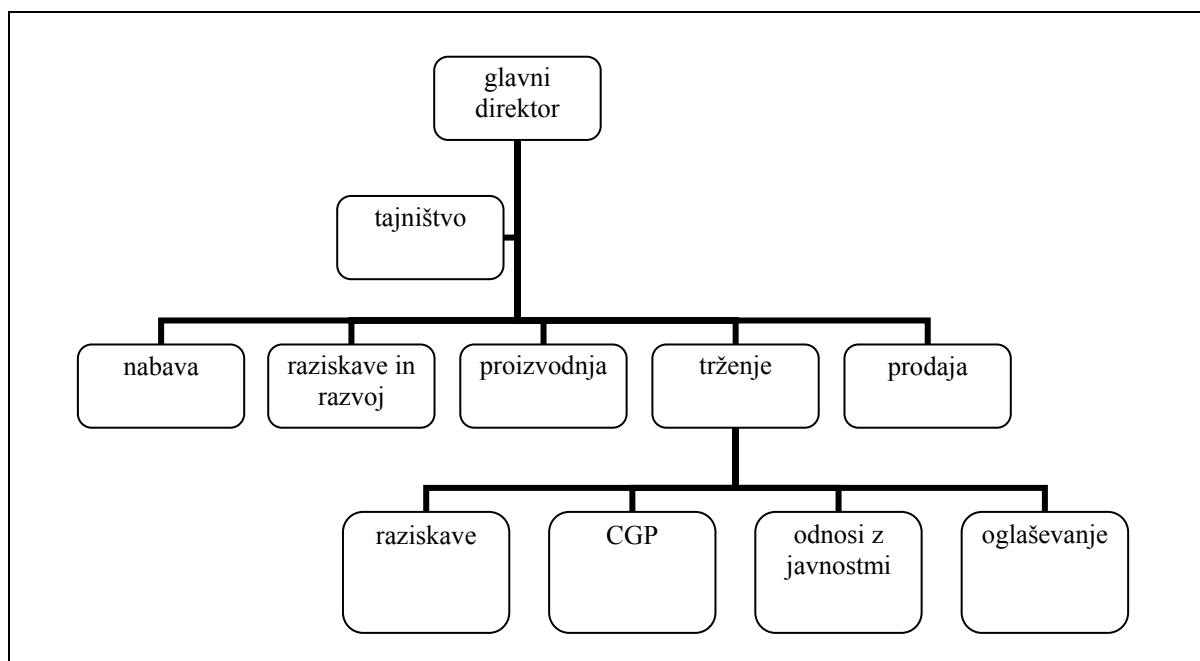 glavni
direktor
tajništvo
nabava
raziskave in
razvoj
proizvodnja
trženje
prodaja
raziskave
CGP
odnosi z
javnostmi
oglaševanje